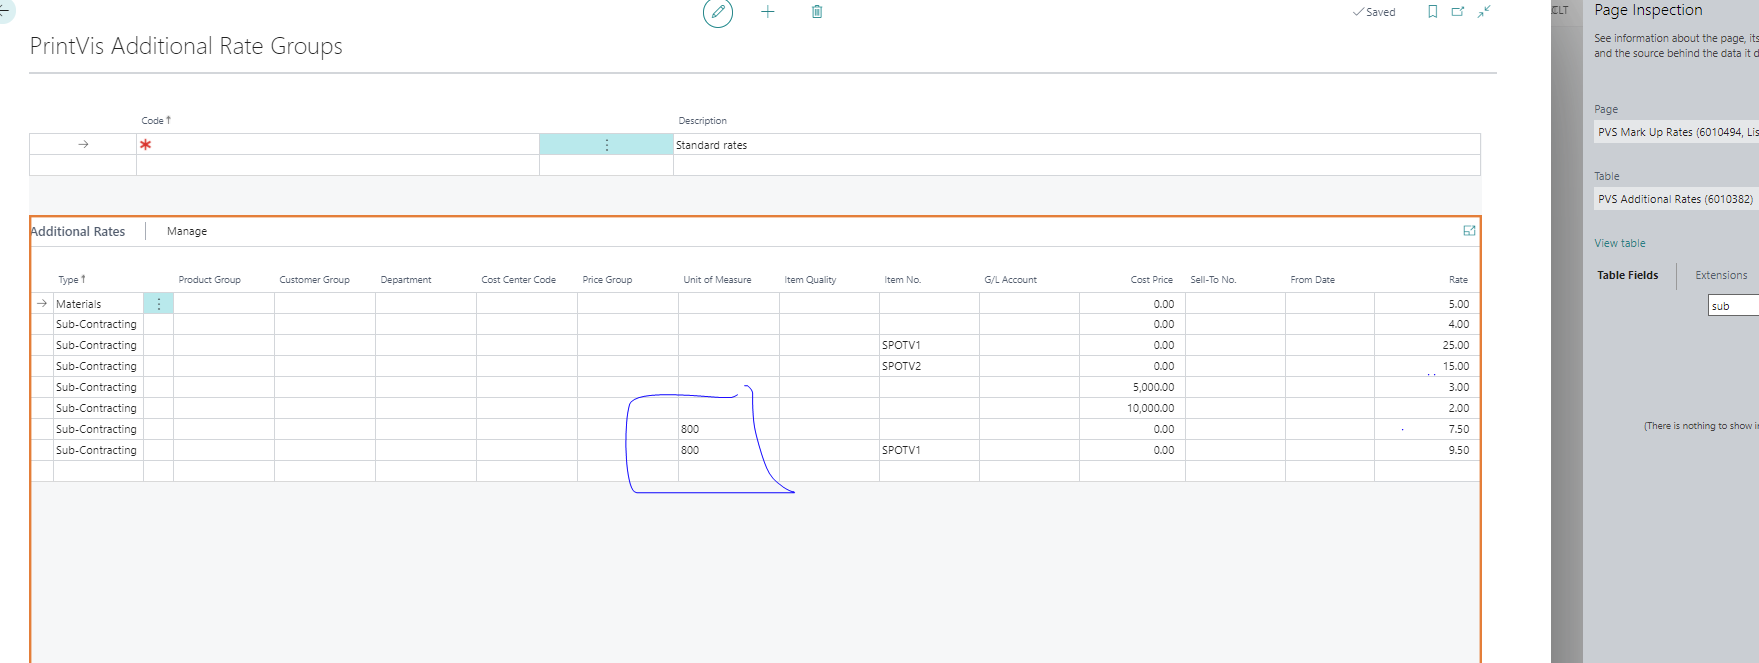 Saved
CLT
Page Inspection
PrintVis Additional Rate Groups
See information about the page, its
and the source behind the data it d
Page
PVS Mark Up Rates (6010494, Lis
Table
PVS Additional Rates (6010382)
View table
Table Fields Extensions
sub
(There is nothing to show i
Code ↑ Description
→ * Standard rates
Additional Rates Manage
Type ↑ Product Group Customer Group Department Cost Center Code Price Group Unit of Measure Item Quality Item No. G/L Account Cost Price Sell-To No. From Date Rate
→ Materials 0.00 5.00
Sub-Contracting 0.00 4.00
Sub-Contracting SPOTV1 0.00 25.00
Sub-Contracting SPOTV2 0.00 15.00
Sub-Contracting 5,000.00 3.00
Sub-Contracting 10,000.00 2.00
Sub-Contracting 800 0.00 7.50
Sub-Contracting 800 SPOTV1 0.00 9.50